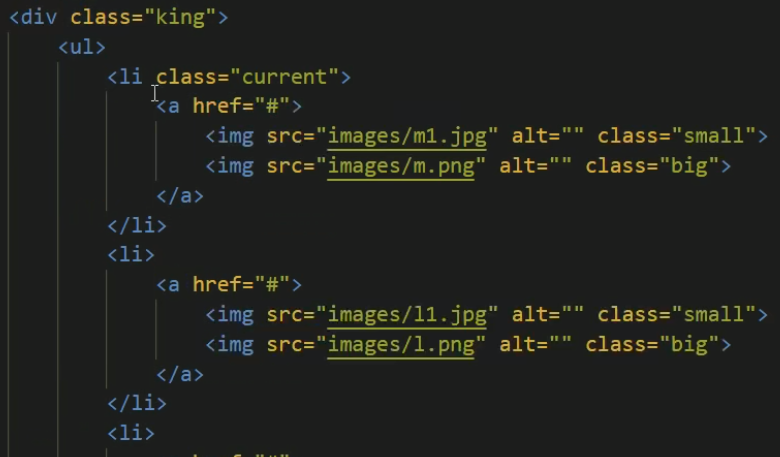 <div class="king">
<ul>
<li class="current">
<a href="#">
<img src="images/m1.jpg" alt="" class="small">
<img src="images/m.png" alt="" class="big">
</a>
</li>
<li>
<a href="#">
<img src="images/l1.jpg" alt="" class="small">
<img src="images/l.png" alt="" class="big">
</a>
</li>
<li>